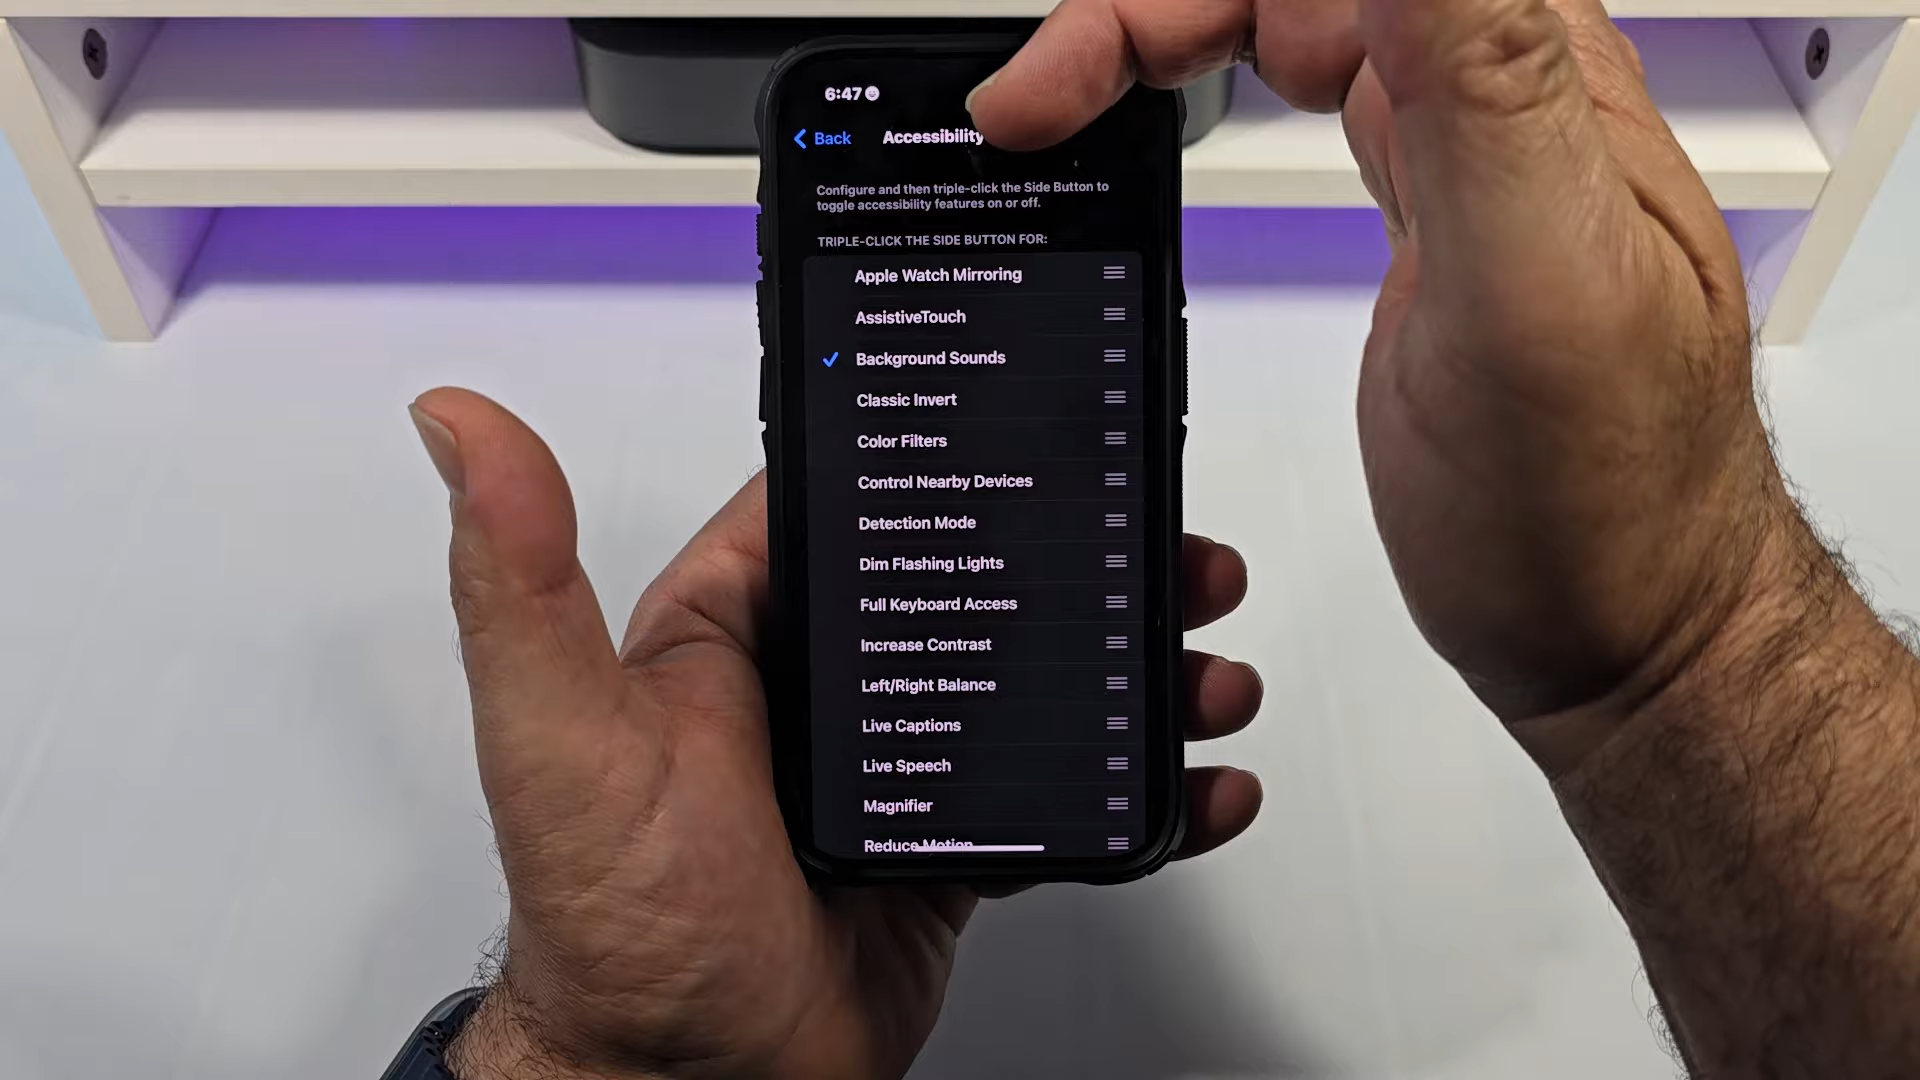 6:47
Back
Accessibility
Configure and then triple-click the Side Button to
toggle accessibility features on or off.
TRIPLE-CLICK THE SIDE BUTTON FOR:
Apple Watch Mirroring
AssistiveTouch
Background Sounds
Classic Invert
Color Filters
Control Nearby Devices
Detection Mode
Dim Flashing Lights
Full Keyboard Access
Increase Contrast
Left/Right Balance
Live Captions
Live Speech
Magnifier
Reduce Motion